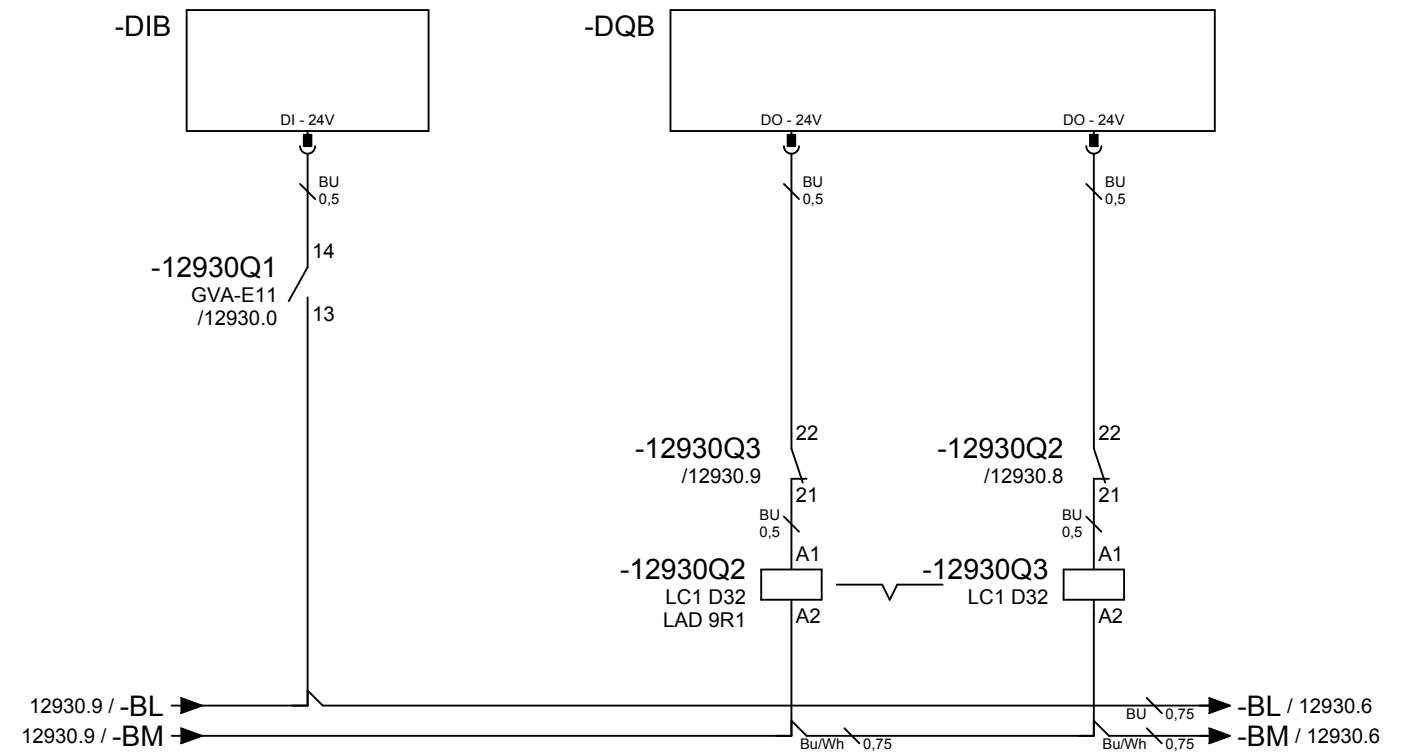 -DIB
DI - 24V
-DQB
DO - 24V
DO - 24V
BU
0,5
BU
0,5
BU
0,5
14
-12930Q1
GVA-E11
/12930.0
13
22
-12930Q3
/12930.9
21
22
-12930Q2
/12930.8
21
BU
0,5
BU
0,5
A1
-12930Q2
LC1 D32
LAD 9R1
A2
A1
-12930Q3
LC1 D32
A2
12930.9 / -BL
BU 0,75
-BL / 12930.6
12930.9 / -BM
Bu/Wh 0,75
Bu/Wh 0,75
-BM / 12930.6